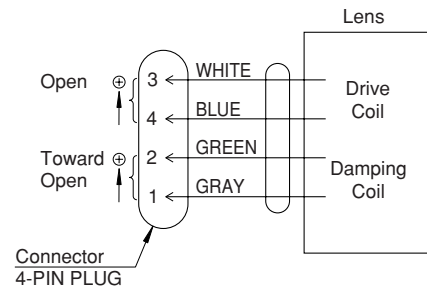 Lens
Open ⊕ 3 WHITE
4 BLUE
Drive
Coil
Toward ⊕ 2 GREEN
Open
1 GRAY
Damping
Coil
Connector
4-PIN PLUG